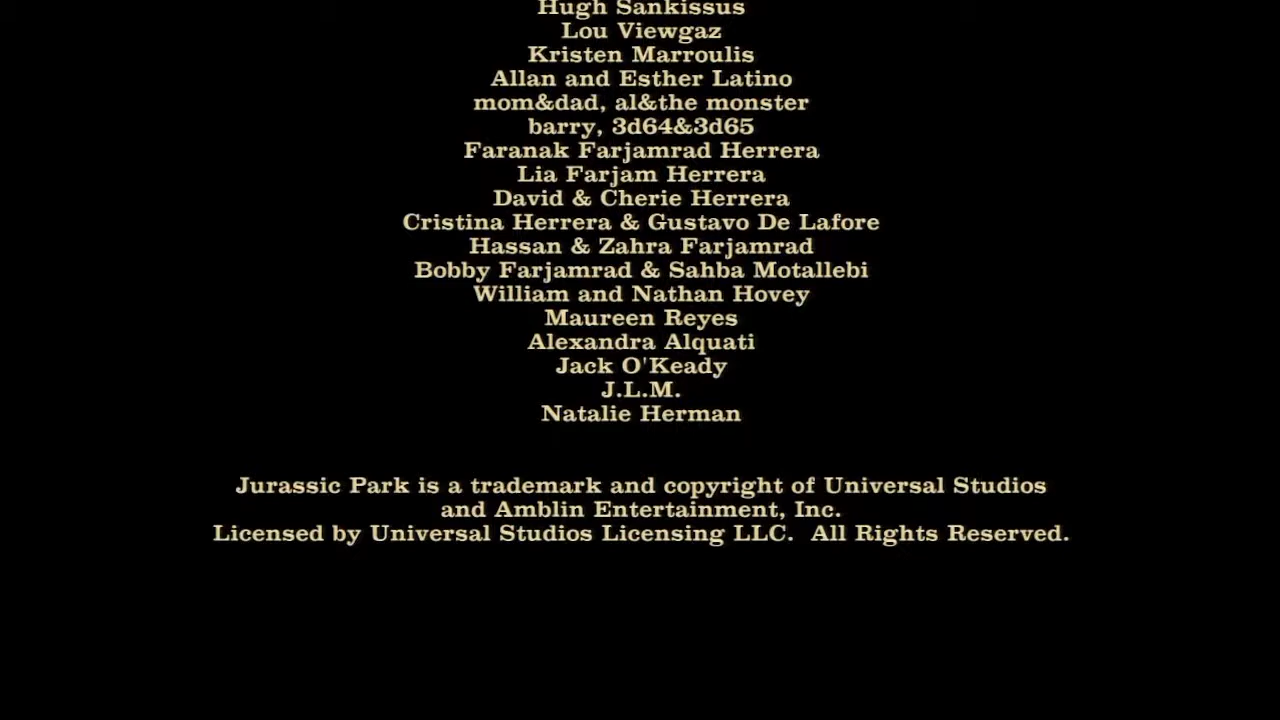 Hugh Sankissus
Lou Viewgaz
Kristen Marroulis
Allan and Esther Latino
mom&dad, al&the monster
barry, 3d64&3d65
Faranak Farjamrad Herrera
Lia Farjam Herrera
David & Cherie Herrera
Cristina Herrera & Gustavo De Lafore
Hassan & Zahra Farjamrad
Bobby Farjamrad & Sahba Motallebi
William and Nathan Hovey
Maureen Reyes
Alexandra Alquati
Jack O'Keady
J.L.M.
Natalie Herman
Jurassic Park is a trademark and copyright of Universal Studios
and Amblin Entertainment, Inc.
Licensed by Universal Studios Licensing LLC.  All Rights Reserved.